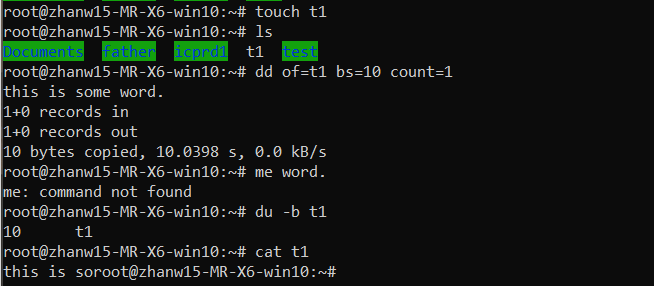 root@zhanw15-MR-X6-win10:~# touch t1
root@zhanw15-MR-X6-win10:~# ls
Documents father icprd1 t1 test
root@zhanw15-MR-X6-win10:~# dd of=t1 bs=10 count=1
this is some word.
1+0 records in
1+0 records out
10 bytes copied, 10.0398 s, 0.0 kB/s
root@zhanw15-MR-X6-win10:~# me word.
me: command not found
root@zhanw15-MR-X6-win10:~# du -b t1
10 t1
root@zhanw15-MR-X6-win10:~# cat t1
this is soroot@zhanw15-MR-X6-win10:~#